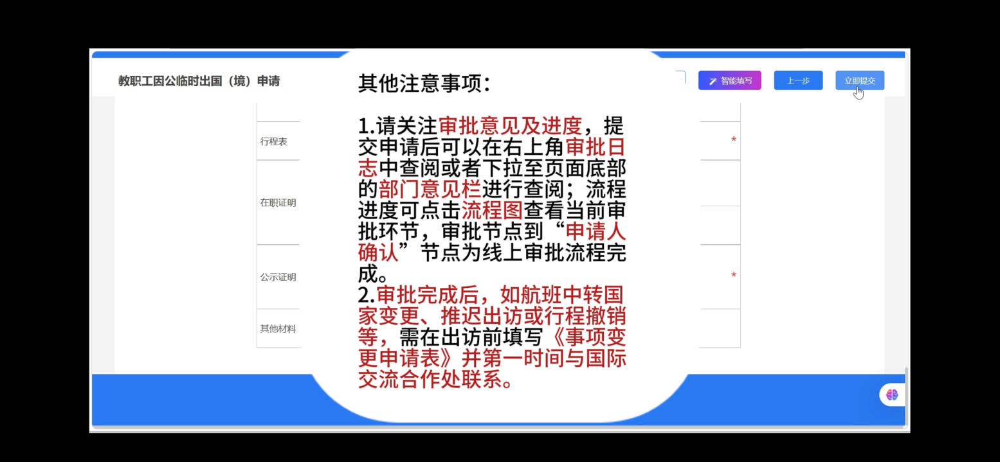 教职工因公临时出国（境）申请
智能填写
上一步
立即提交
其他注意事项：
1.请关注审批意见及进度，提
交申请后可以在右上角审批日
志中查阅或者下拉至页面底部
的部门意见栏进行查阅；流程
进度可点击流程图查看当前审
批环节，审批节点到“申请人
确认”节点为线上审批流程完
成。
2.审批完成后，如航班中转国
家变更、推迟出访或行程撤销
等，需在出访前填写《事项变
更申请表》并第一时间与国际
交流合作处联系。
行程表
*
在职证明
公示证明
*
其他材料